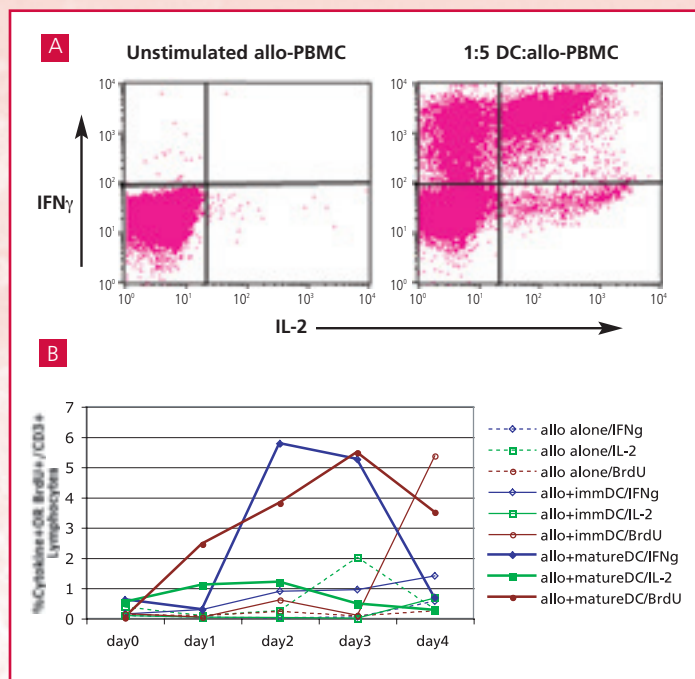 A
Unstimulated allo-PBMC
1:5 DC:allo-PBMC
IFNγ
10⁴
10³
10²
10¹
10⁰
10⁰ 10¹ 10² 10³ 10⁴
10⁴
10³
10²
10¹
10⁰
10⁰ 10¹ 10² 10³ 10⁴
IL-2
B
%Cytokine+OR BrdU+/CD3+
Lymphocytes
7
6
5
4
3
2
1
0
day0 day1 day2 day3 day4
allo alone/IFNg
allo alone/IL-2
allo alone/BrdU
allo+immDC/IFNg
allo+immDC/IL-2
allo+immDC/BrdU
allo+matureDC/IFNg
allo+matureDC/IL-2
allo+matureDC/BrdU